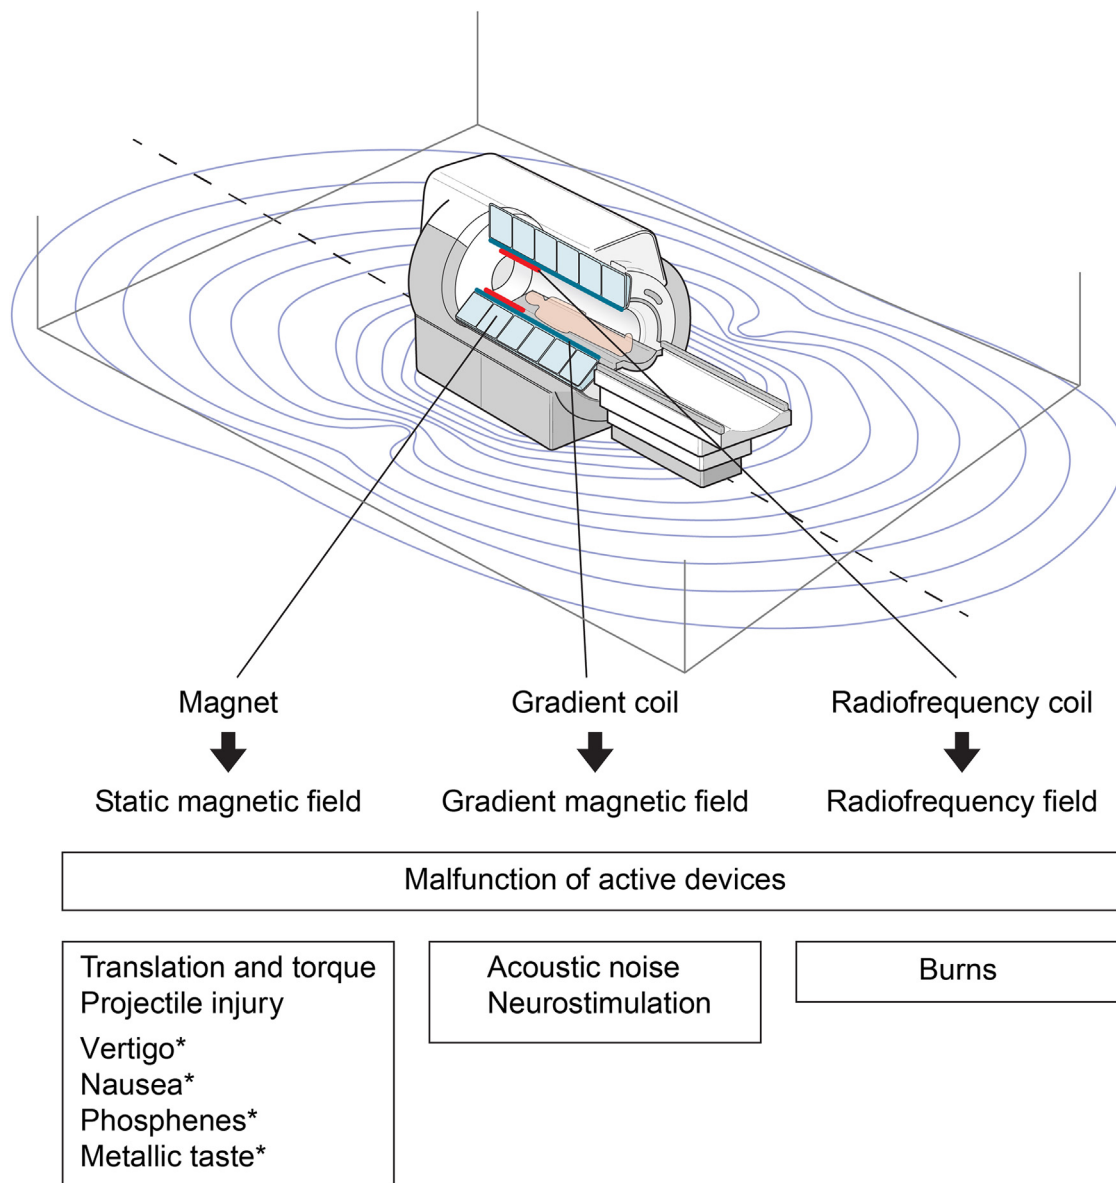 Magnet
Gradient coil
Radiofrequency coil
Static magnetic field
Gradient magnetic field
Radiofrequency field
Malfunction of active devices
Translation and torque
Projectile injury
Vertigo*
Nausea*
Phosphenes*
Metallic taste*
Acoustic noise
Neurostimulation
Burns